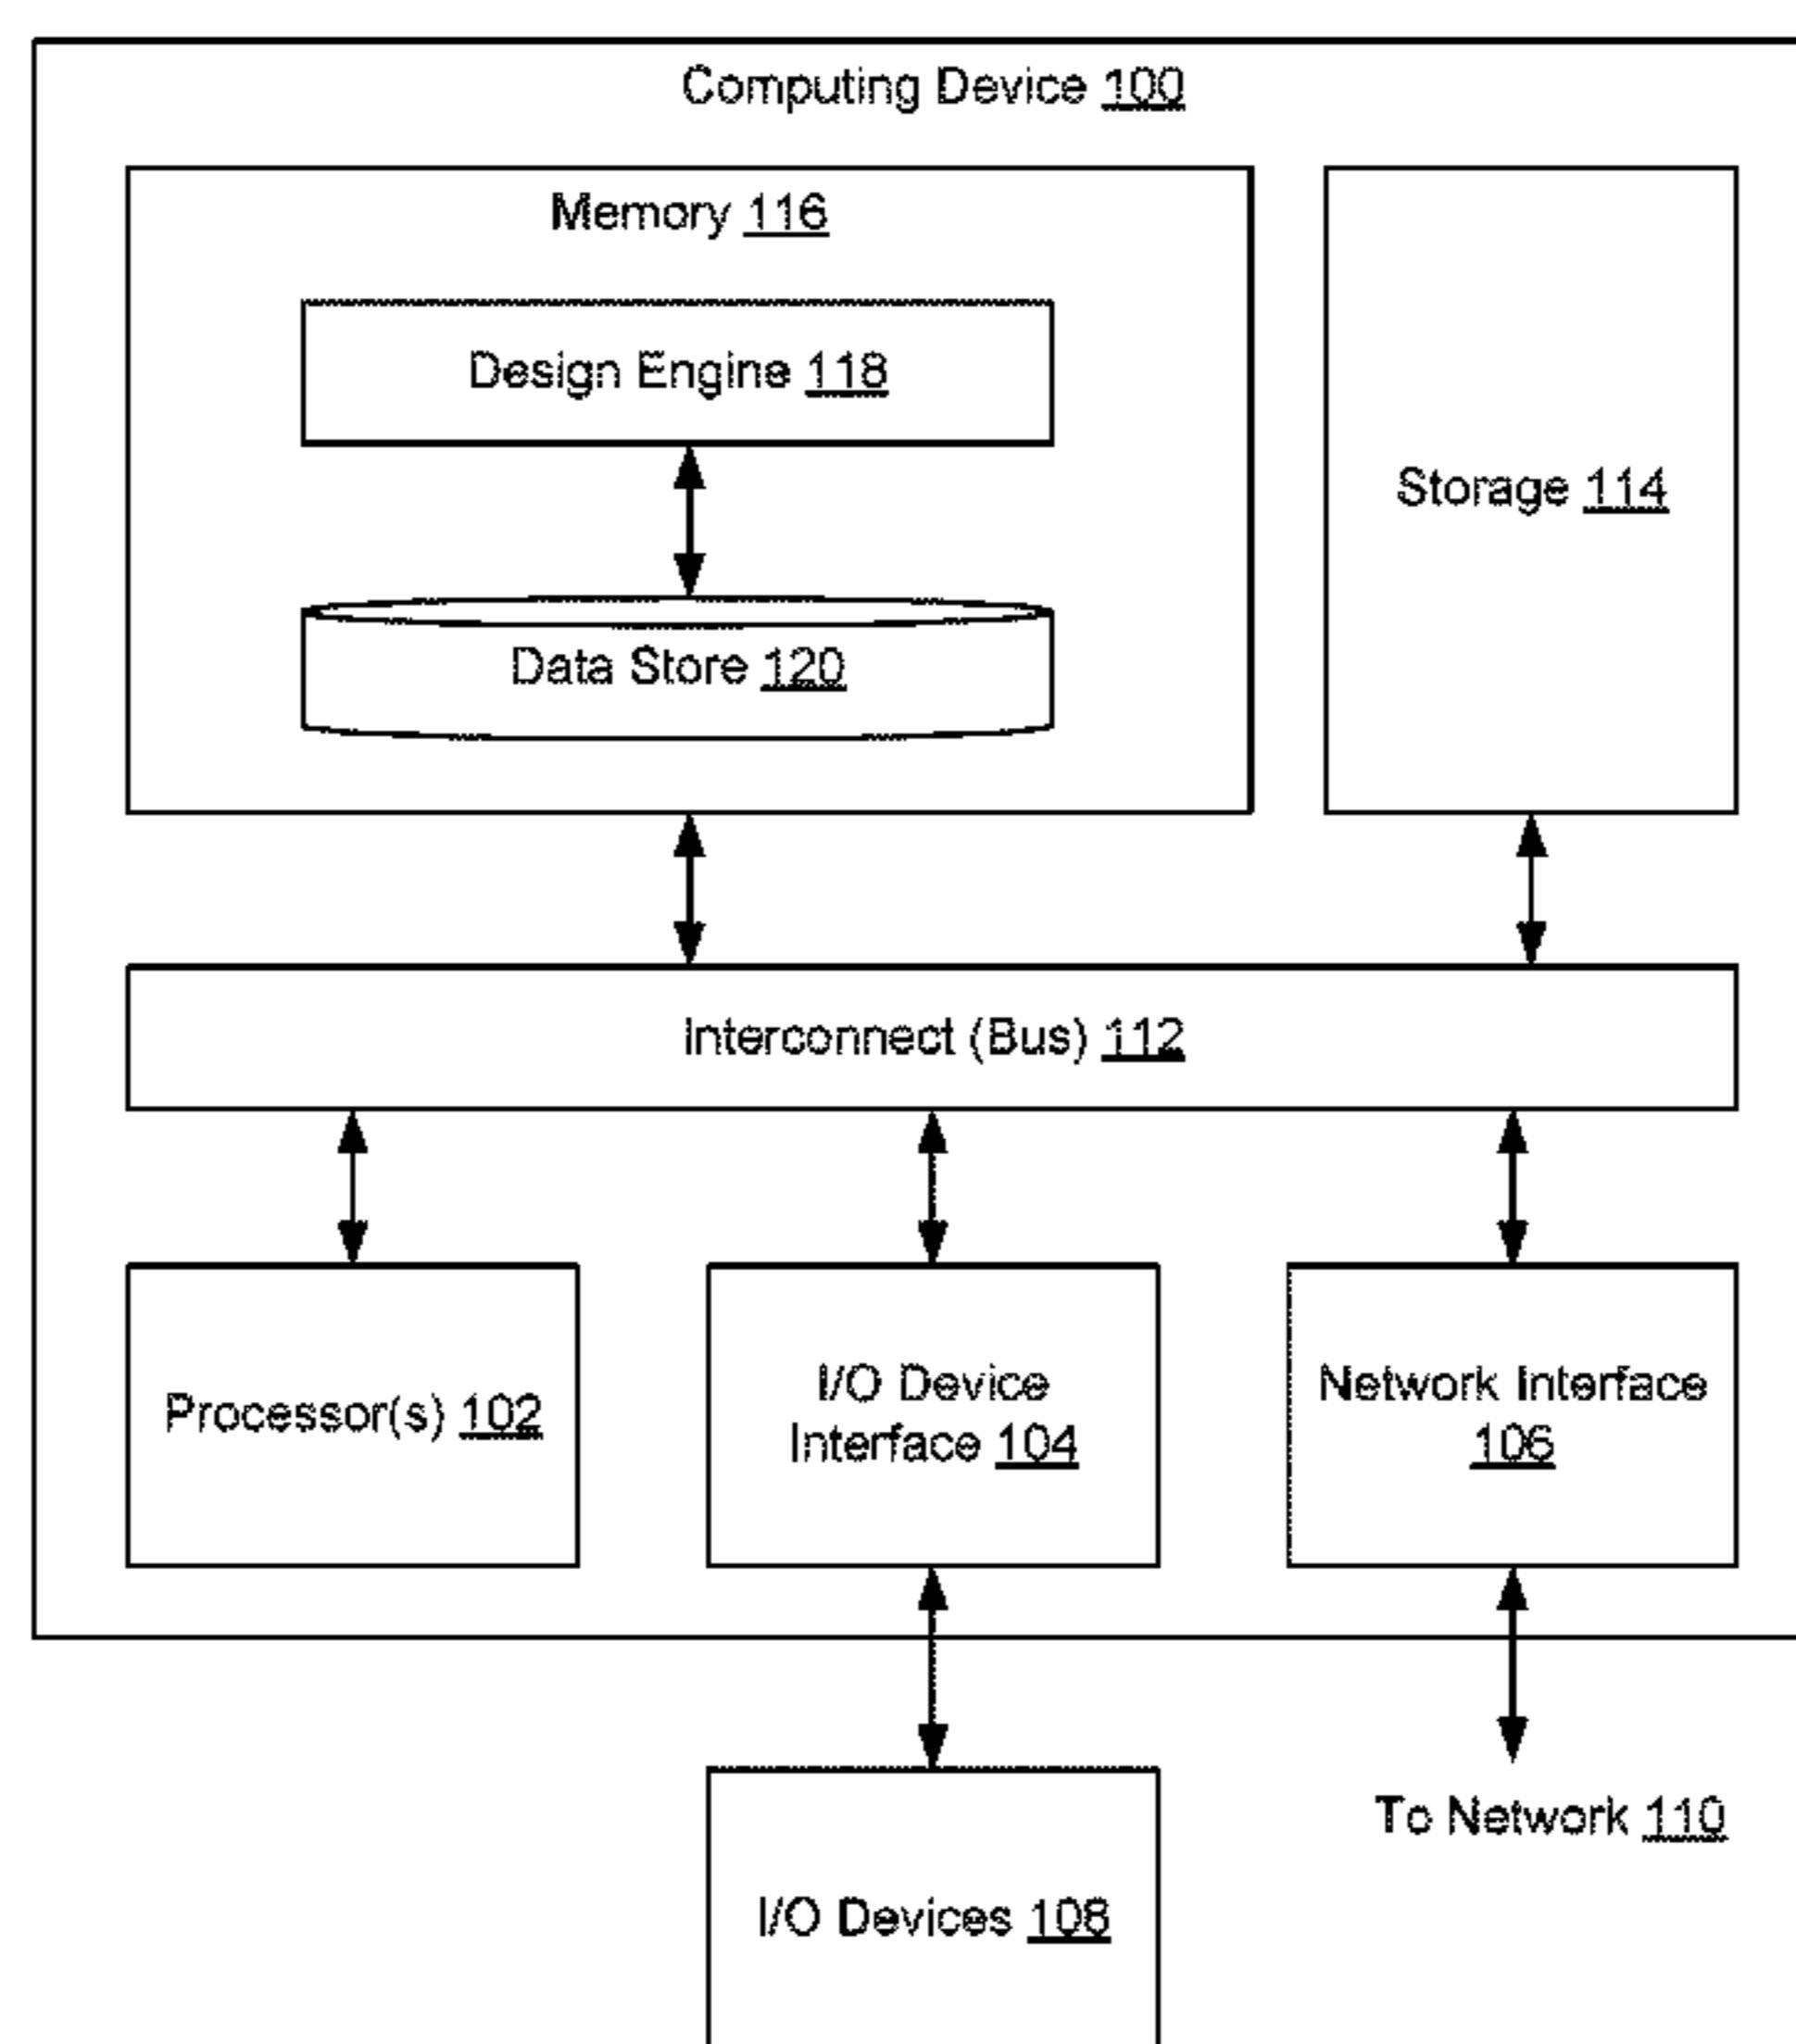 Computing Device 100
Memory 116
Design Engine 118
Data Store 120
Storage 114
Interconnect (Bus) 112
Processor(s) 102
I/O Device
Interface 104
Network Interface
106
To Network 110
I/O Devices 108